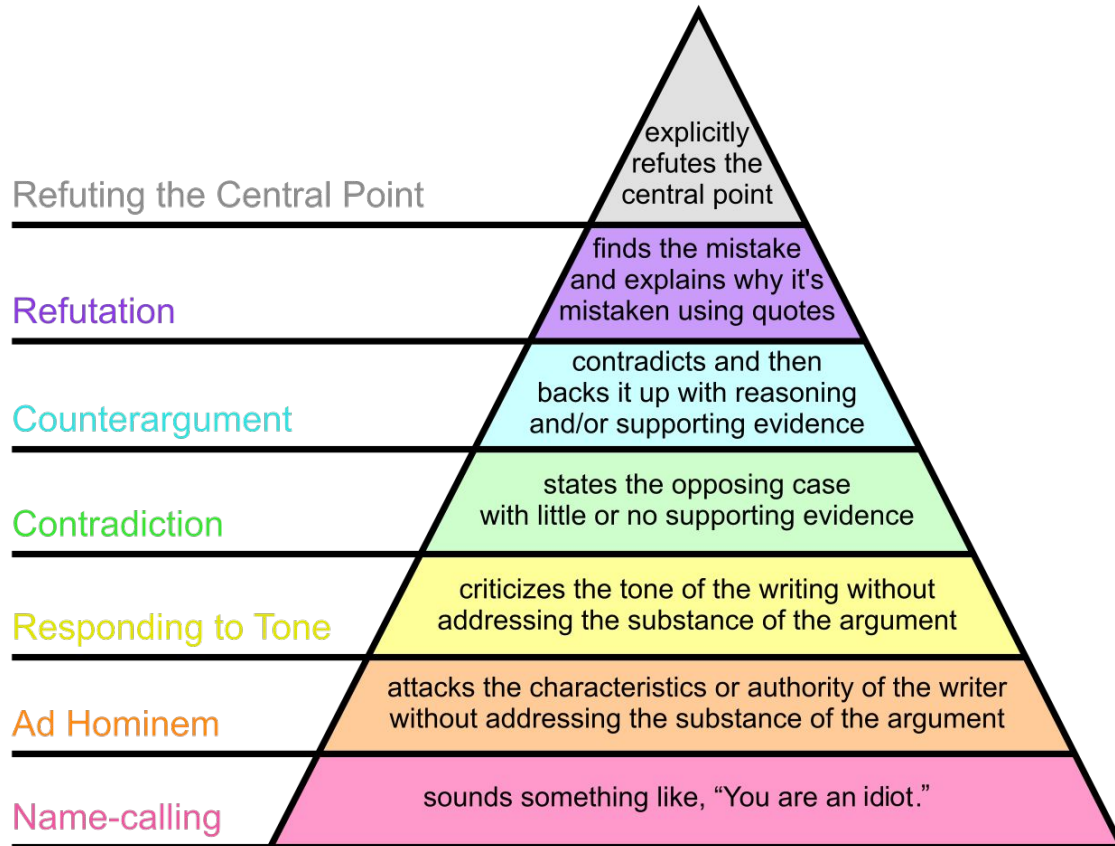 explicitly
refutes the
central point
Refuting the Central Point
finds the mistake
and explains why it's
mistaken using quotes
Refutation
contradicts and then
backs it up with reasoning
and/or supporting evidence
Counterargument
states the opposing case
with little or no supporting evidence
Contradiction
criticizes the tone of the writing without
addressing the substance of the argument
Responding to Tone
attacks the characteristics or authority of the writer
without addressing the substance of the argument
Ad Hominem
sounds something like, “You are an idiot.”
Name-calling